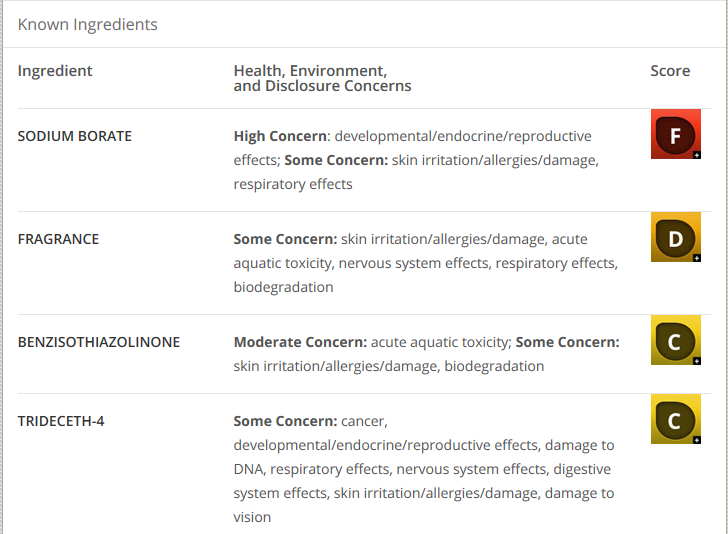 Known Ingredients
Ingredient
Health, Environment,
and Disclosure Concerns
Score
SODIUM BORATE
High Concern: developmental/endocrine/reproductive
effects; Some Concern: skin irritation/allergies/damage,
respiratory effects
F
FRAGRANCE
Some Concern: skin irritation/allergies/damage, acute
aquatic toxicity, nervous system effects, respiratory effects,
biodegradation
D
BENZISOTHIAZOLINONE
Moderate Concern: acute aquatic toxicity; Some Concern:
skin irritation/allergies/damage, biodegradation
C
TRIDECETH-4
Some Concern: cancer,
developmental/endocrine/reproductive effects, damage to
DNA, respiratory effects, nervous system effects, digestive
system effects, skin irritation/allergies/damage, damage to
vision
C